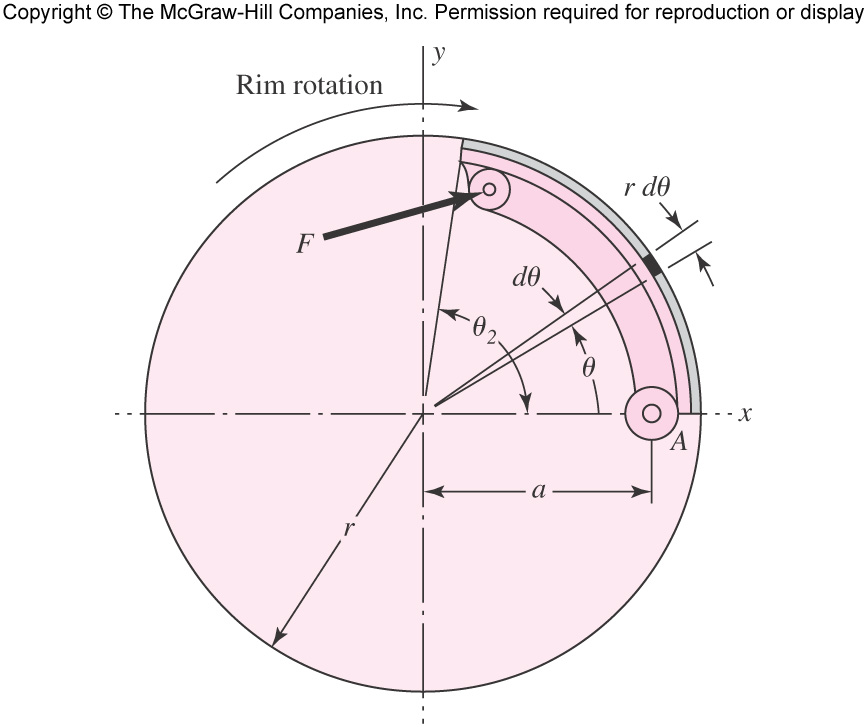 Copyright © The McGraw-Hill Companies, Inc. Permission required for reproduction or display
y
Rim rotation
r dθ
F
dθ
θ₂
θ
x
A
a
r